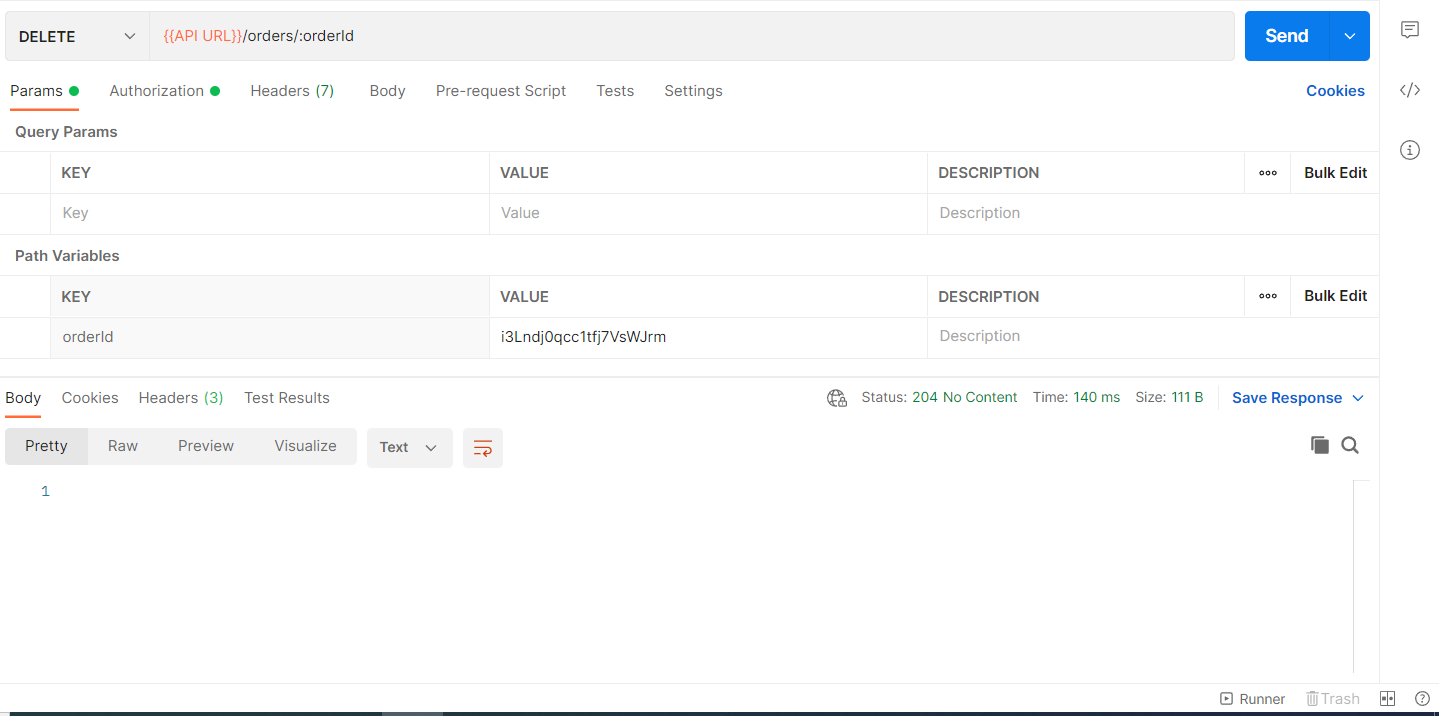 DELETE {{API URL}}/orders/:orderId Send
Params Authorization Headers (7) Body Pre-request Script Tests Settings Cookies
Query Params
KEY VALUE DESCRIPTION Bulk Edit
Key Value Description
Path Variables
KEY VALUE DESCRIPTION Bulk Edit
orderId i3Lndj0qcc1tfj7VsWJrm Description
Body Cookies Headers (3) Test Results Status: 204 No Content Time: 140 ms Size: 111 B Save Response
Pretty Raw Preview Visualize Text
1
Runner Trash